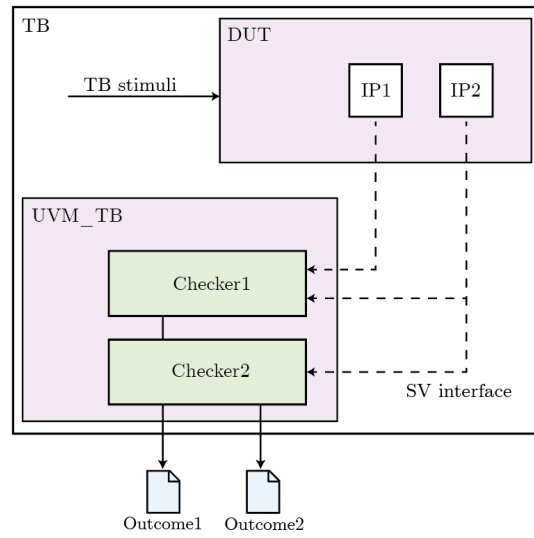 TB
DUT
TB stimuli
IP1
IP2
UVM_TB
Checker1
Checker2
SV interface
Outcome1
Outcome2